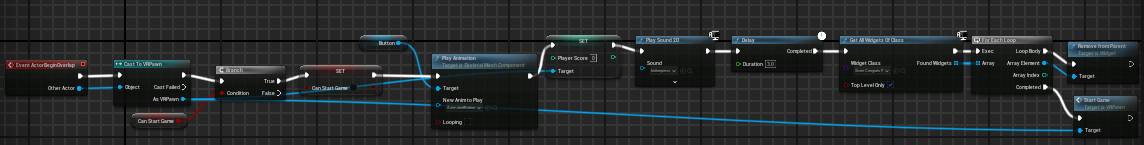 Event ActorBeginOverlap
Other Actor
Cast To VRPawn
Object
Cast Failed
As VRPawn
Can Start Game
Branch
Condition
True
False
SET
Can Start Game
Button
Play Animation
Target is Skeletal Mesh Component
Target
New Anim to Play
Looping
SET
Player Score 0
Target
Play Sound 2D
Sound
Delay
Completed
Duration 3.0
Get All Widgets Of Class
Widget Class
Found Widgets
Top Level Only
For Each Loop
Exec
Loop Body
Array
Array Element
Array Index
Completed
Remove from Parent
Target is Widget
Target
Start Game
Target is VRPawn
Target